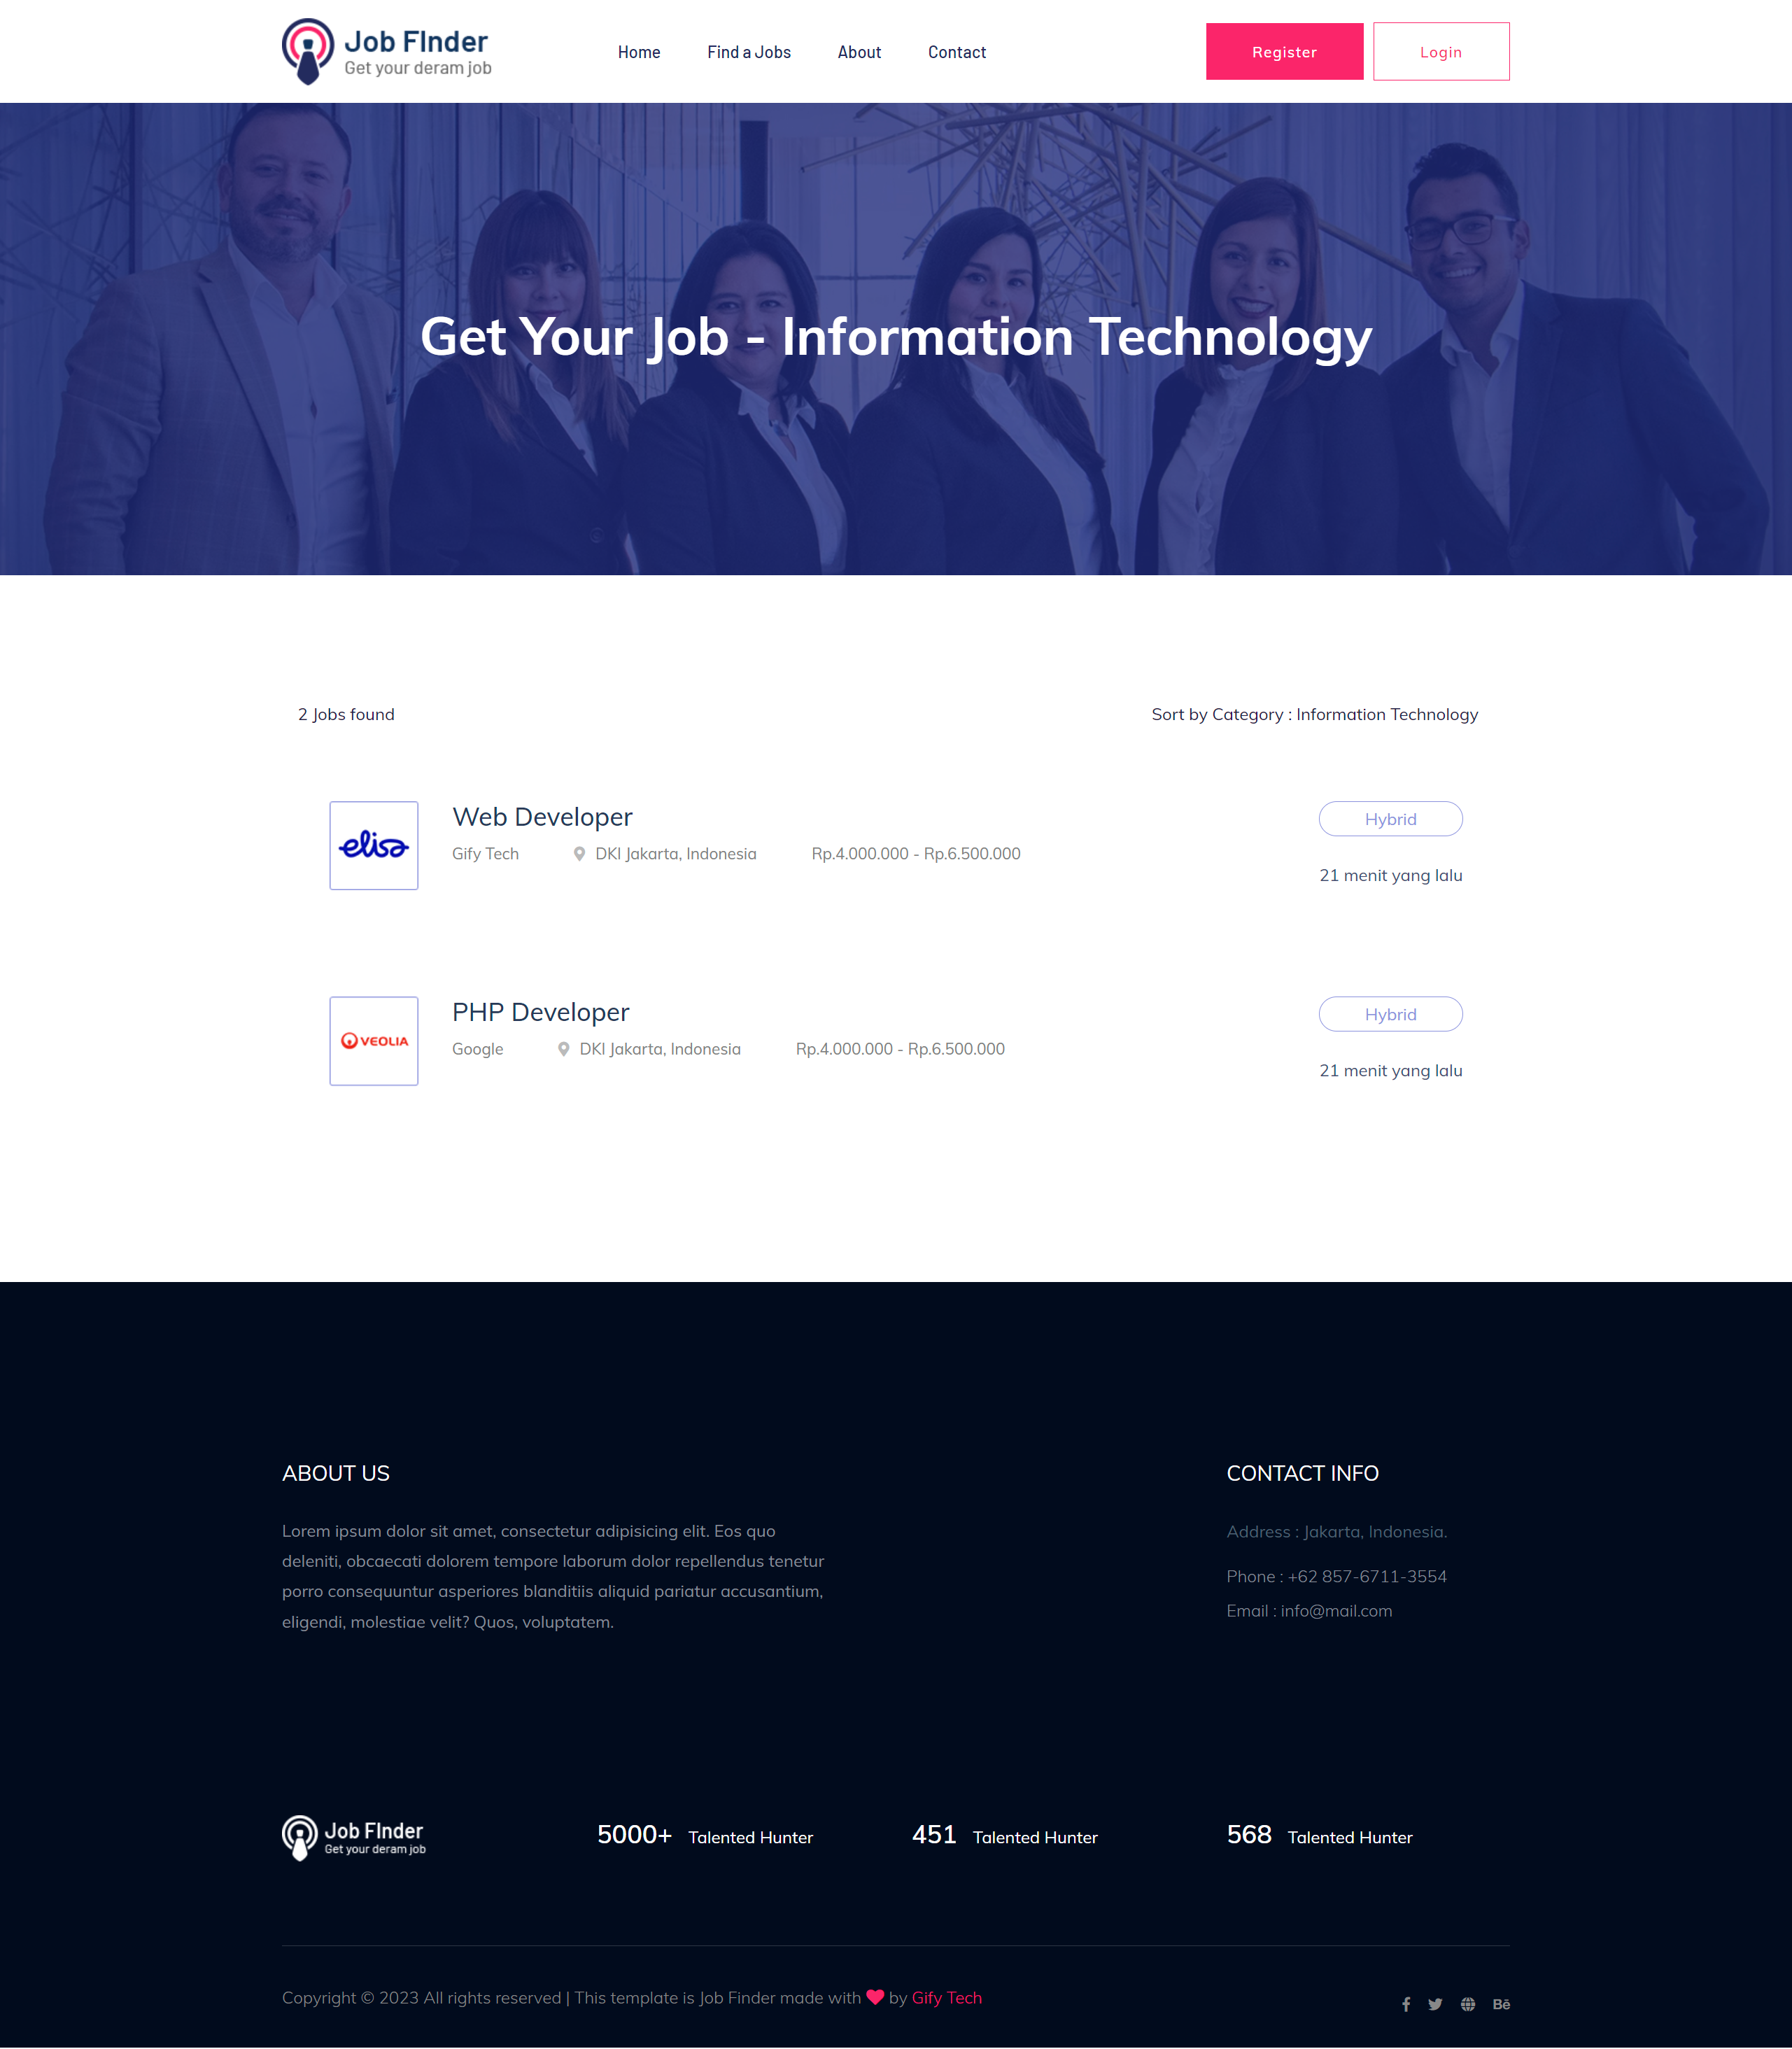 Job FInder
Get your deram job
Home
Find a Jobs
About
Contact
Register
Login
Get Your Job - Information Technology
2 Jobs found
Sort by Category : Information Technology
elisa
Web Developer
Gify Tech
DKI Jakarta, Indonesia
Rp.4.000.000 - Rp.6.500.000
Hybrid
21 menit yang lalu
VEOLIA
PHP Developer
Google
DKI Jakarta, Indonesia
Rp.4.000.000 - Rp.6.500.000
Hybrid
21 menit yang lalu
ABOUT US
Lorem ipsum dolor sit amet, consectetur adipisicing elit. Eos quo
deleniti, obcaecati dolorem tempore laborum dolor repellendus tenetur
porro consequuntur asperiores blanditiis aliquid pariatur accusantium,
eligendi, molestiae velit? Quos, voluptatem.
CONTACT INFO
Address : Jakarta, Indonesia.
Phone : +62 857-6711-3554
Email : info@mail.com
Job FInder
Get your deram job
5000+ Talented Hunter
451 Talented Hunter
568 Talented Hunter
Copyright © 2023 All rights reserved | This template is Job Finder made with ♥ by Gify Tech
Bē